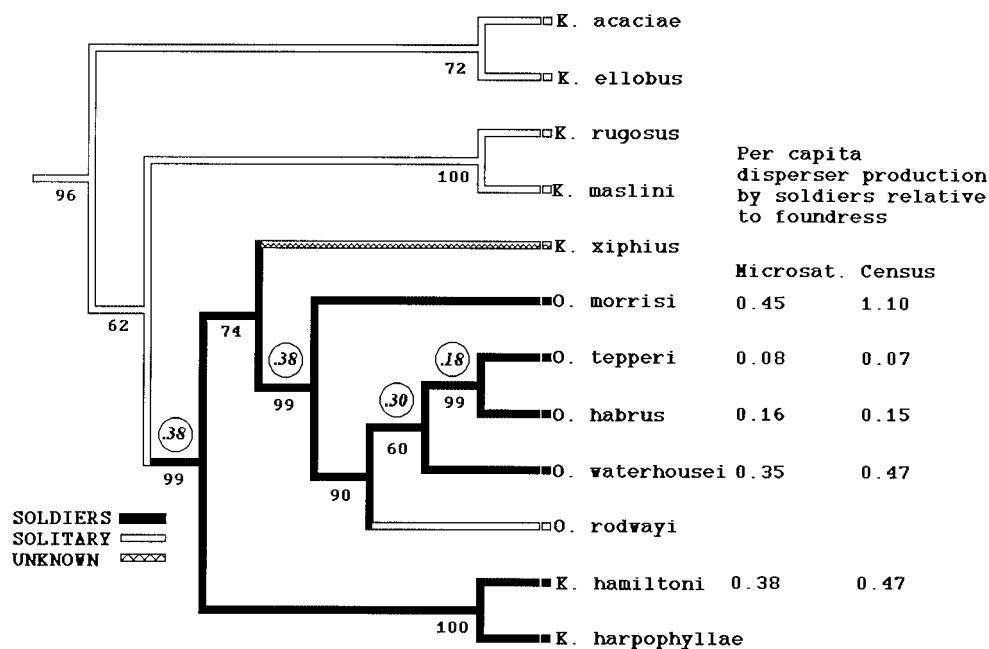 K. acaciae
72
K. ellobus
K. rugosus
Per capita
disperser production
by soldiers relative
to foundress
100
96
K. maslini
K. xiphius
Microsat. Census
O. morrisi 0.45 1.10
62
74
.38
.18
O. tepperi 0.08 0.07
99
.30
99
O. habrus 0.16 0.15
.38
60
O. waterhousei 0.35 0.47
99
90
SOLDIERS
SOLITARY
UNKNOWN
O. rodwayi
K. hamiltoni 0.38 0.47
100
K. harpophyllae